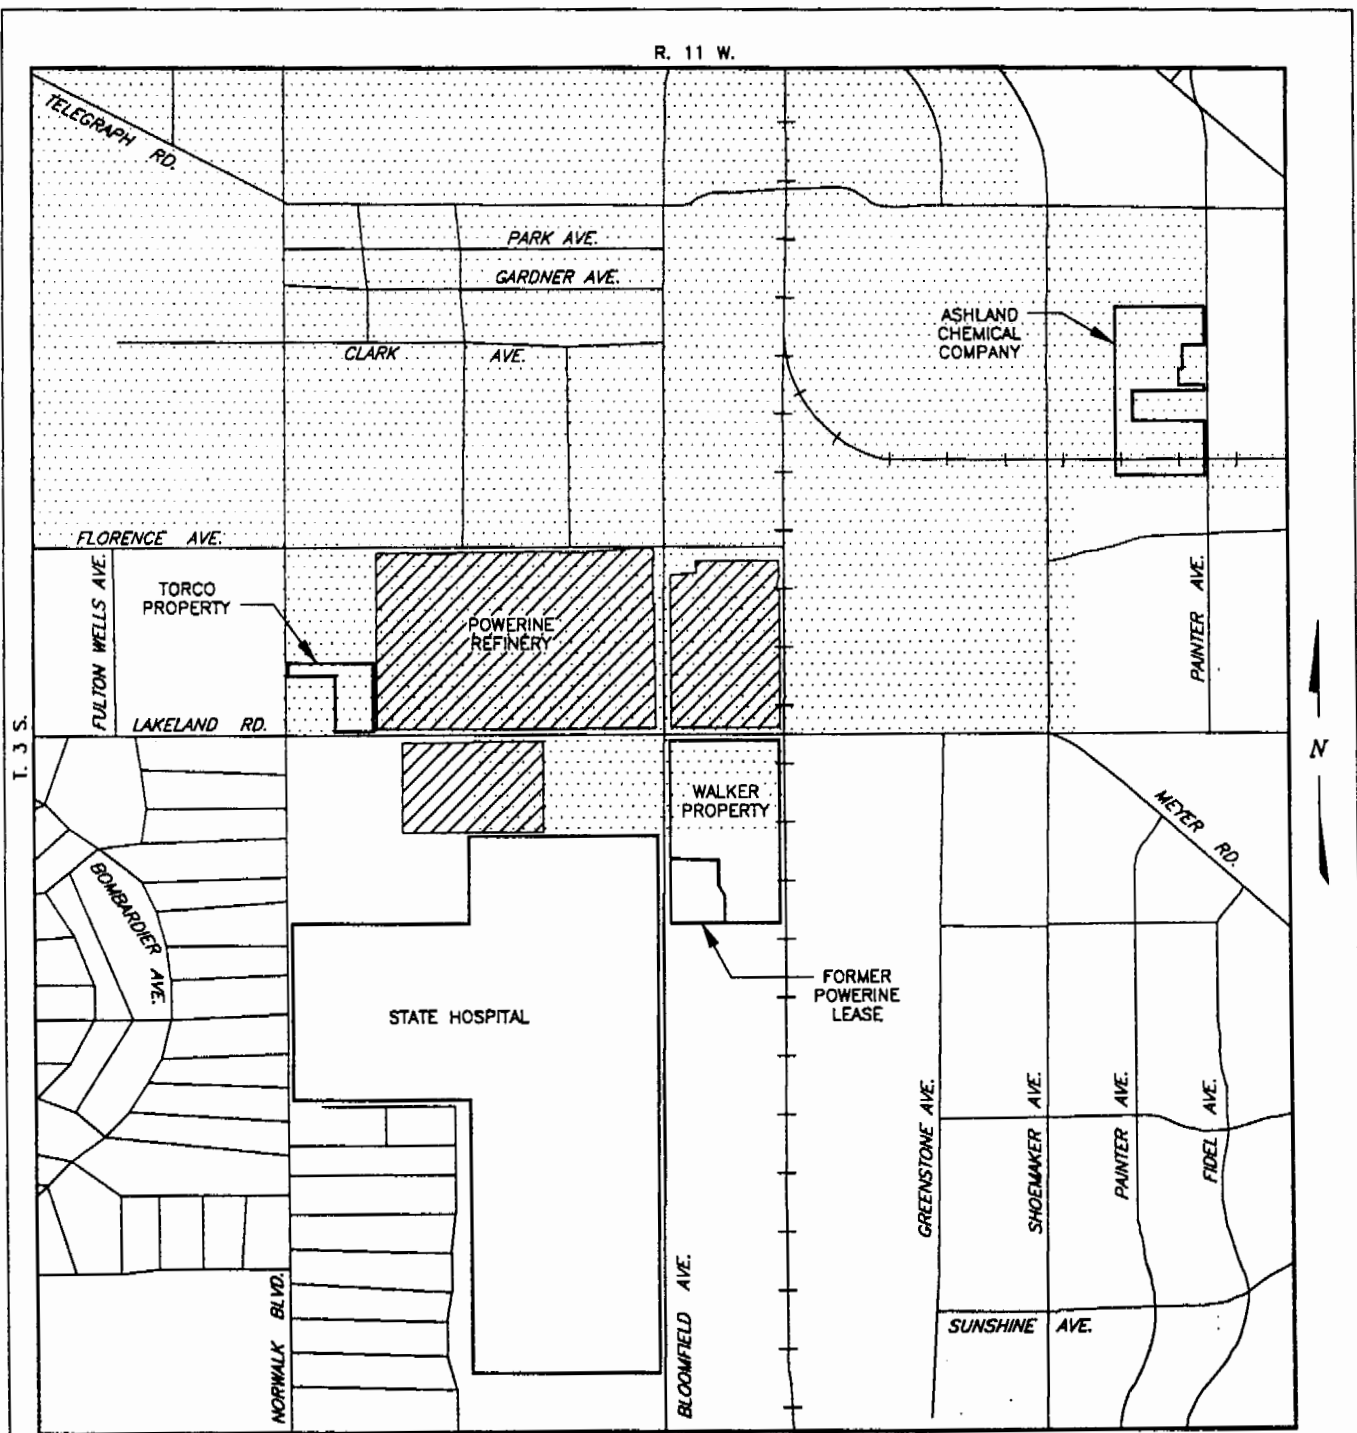 R. 11 W.
TELEGRAPH RD.
PARK AVE.
GARDNER AVE.
CLARK AVE.
ASHLAND
CHEMICAL
COMPANY
FLORENCE AVE.
FULTON WELLS AVE.
TORCO
PROPERTY
POWERINE
REFINERY
PAINTER AVE.
LAKELAND RD.
T. 3 S.
N
WALKER
PROPERTY
MEYER RD.
BOMBARDIER AVE.
FORMER
POWERINE
LEASE
STATE HOSPITAL
GREENSTONE AVE.
SHOEMAKER AVE.
PAINTER AVE.
FIDEL AVE.
NORWALK BLVD.
BLOOMFIELD AVE.
SUNSHINE AVE.